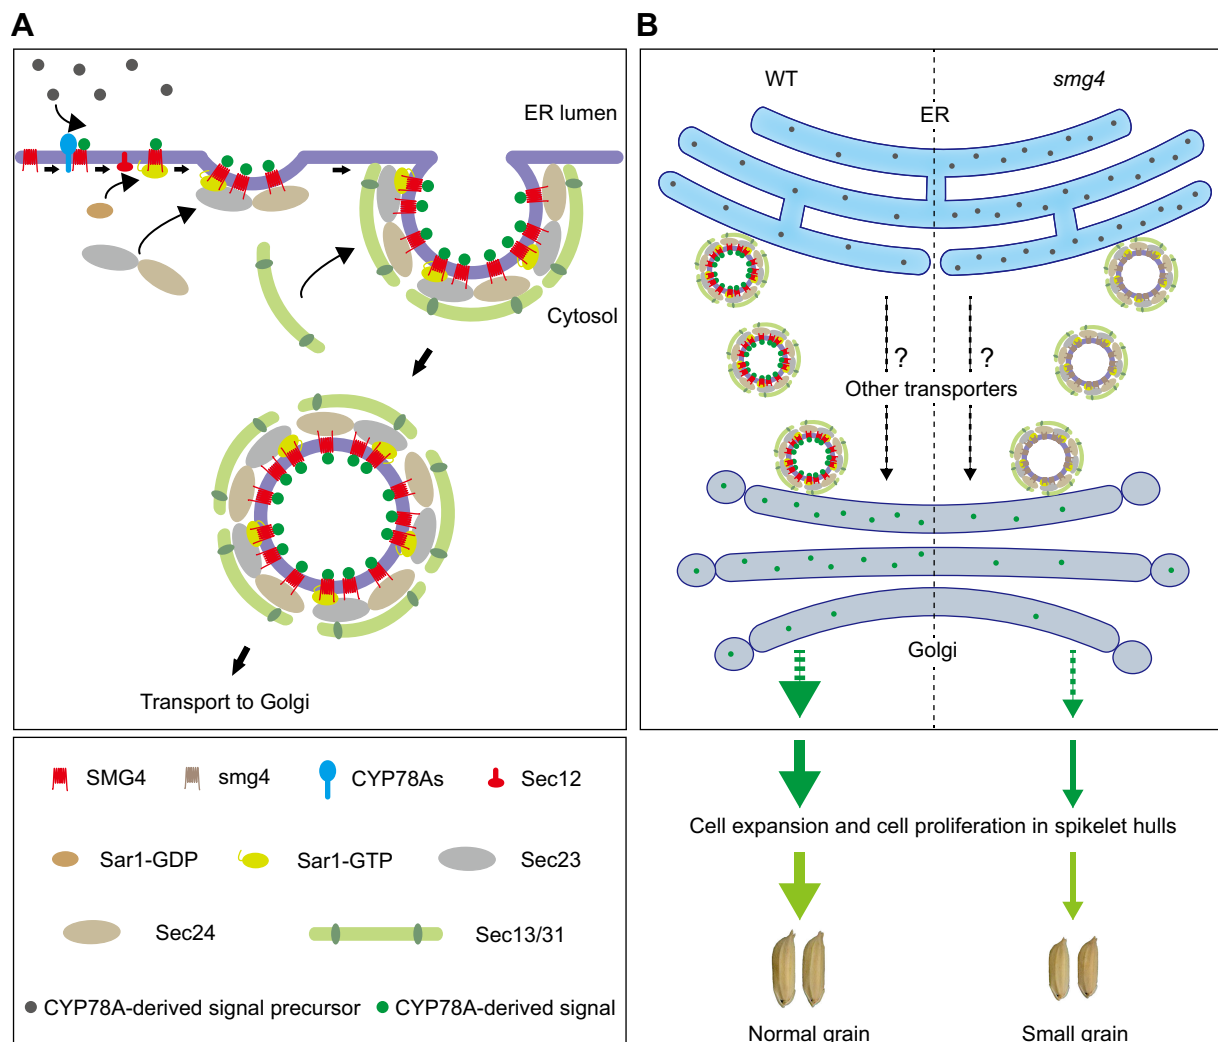 A
ER lumen
Cytosol
Transport to Golgi
SMG4
smg4
CYP78As
Sec12
Sar1-GDP
Sar1-GTP
Sec23
Sec24
Sec13/31
CYP78A-derived signal precursor
CYP78A-derived signal
B
WT
smg4
ER
?
?
Other transporters
Golgi
Cell expansion and cell proliferation in spikelet hulls
Normal grain
Small grain